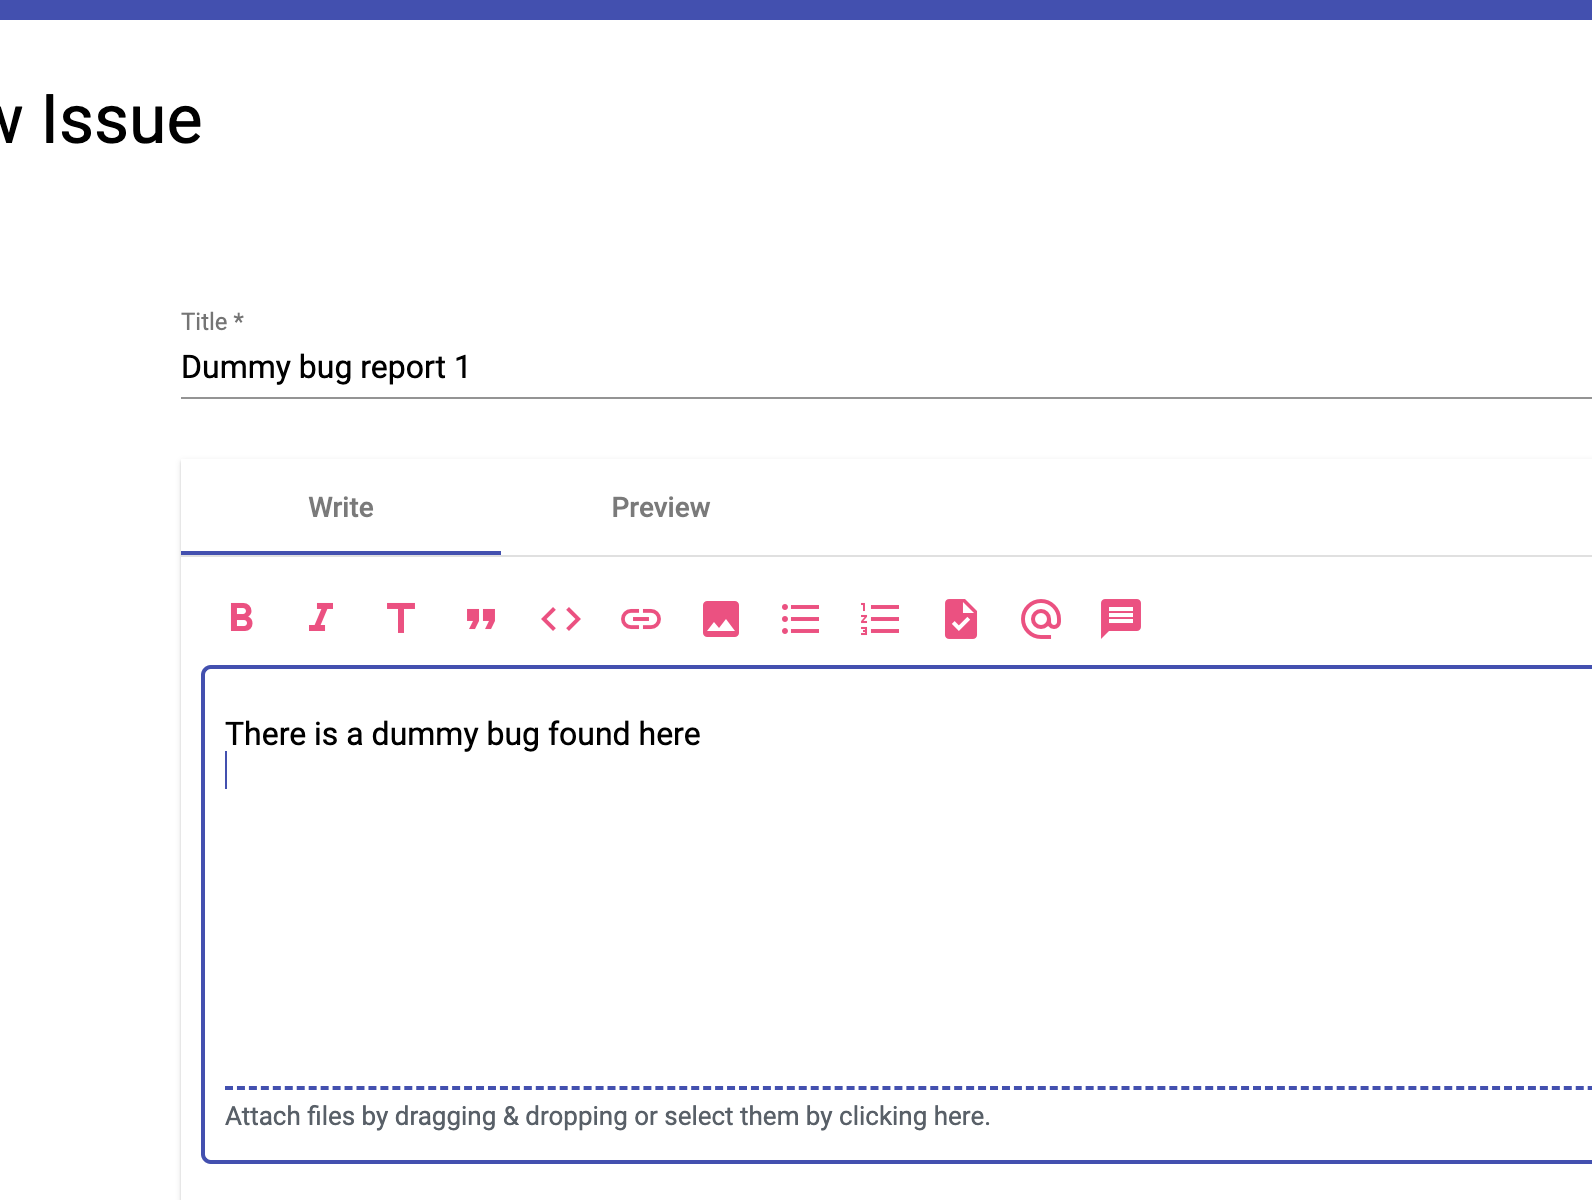 w Issue
Title *
Dummy bug report 1
Write Preview
There is a dummy bug found here
Attach files by dragging & dropping or select them by clicking here.